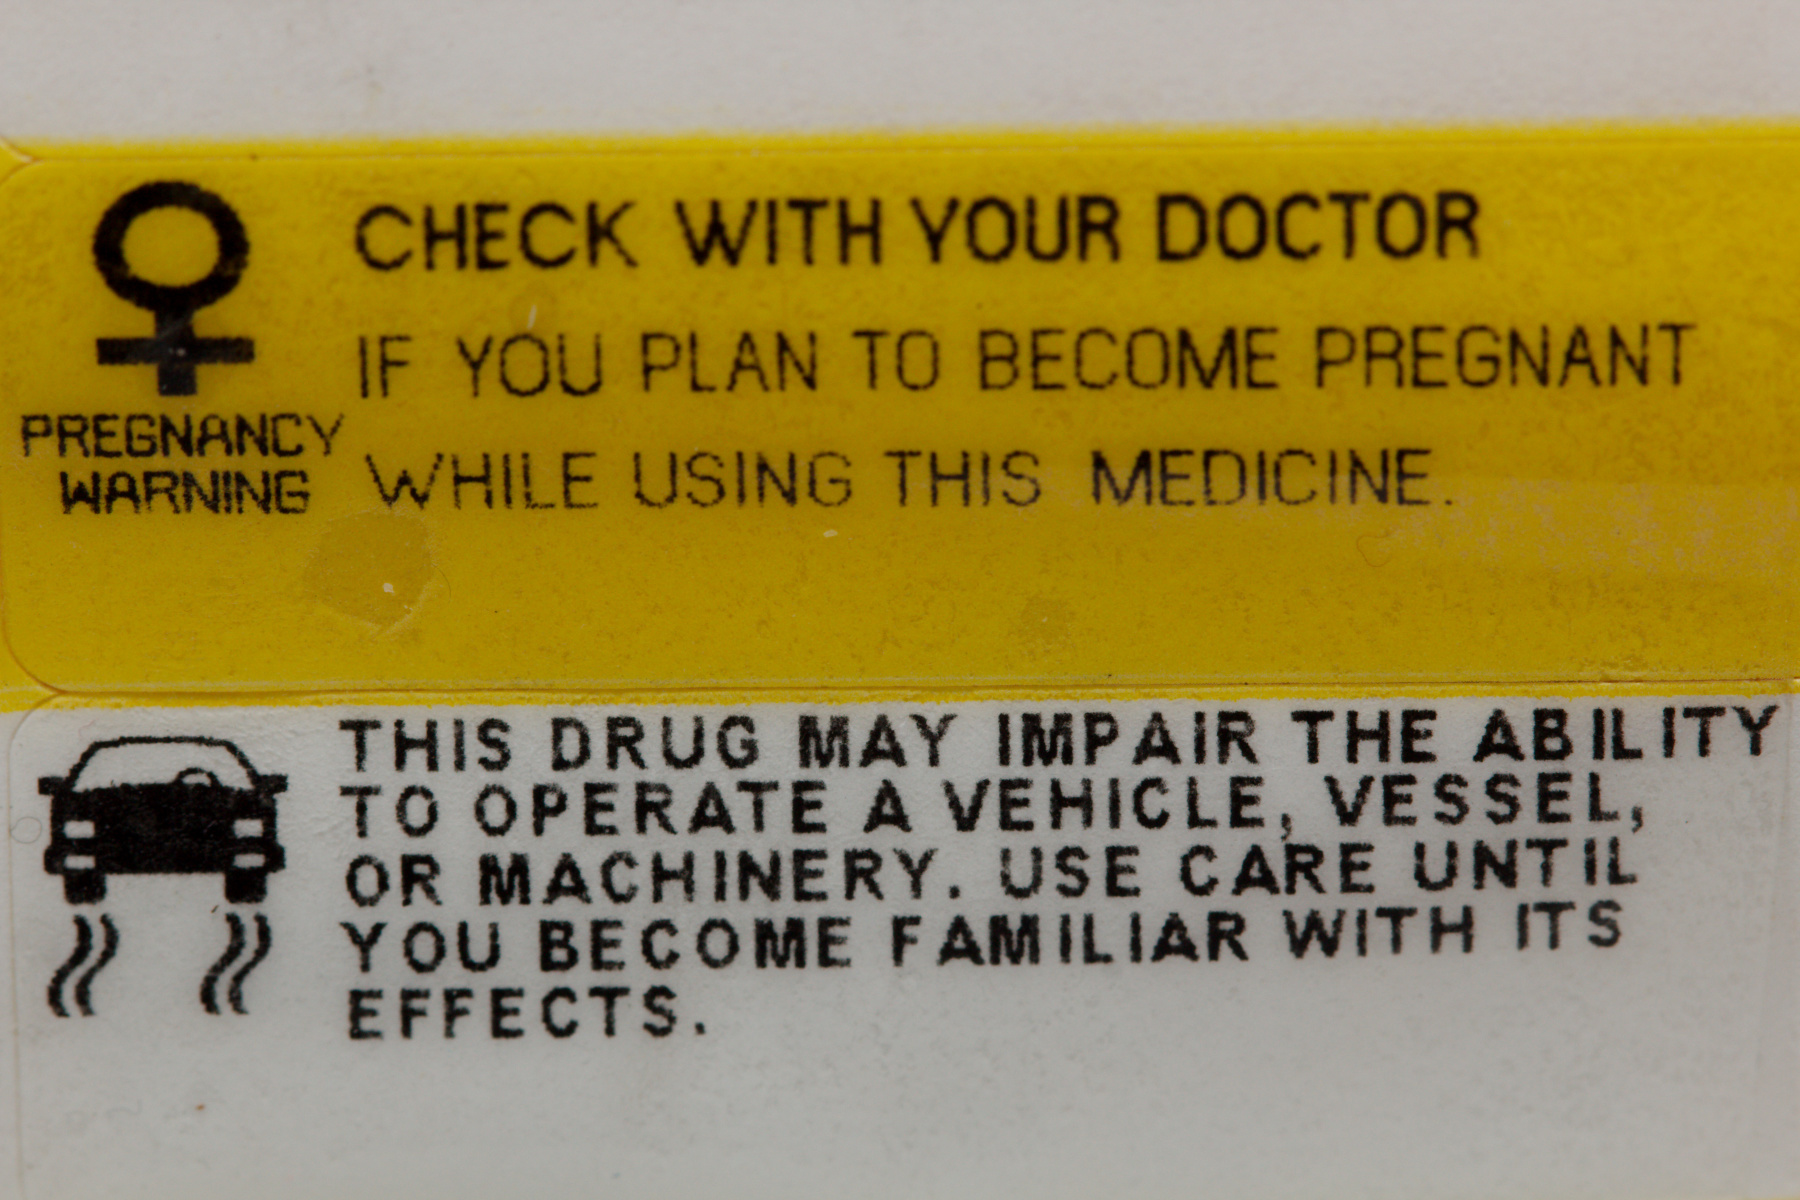 CHECK WITH YOUR DOCTOR
IF YOU PLAN TO BECOME PREGNANT
WHILE USING THIS MEDICINE.
PREGNANCY
WARNING
THIS DRUG MAY IMPAIR THE ABILITY
TO OPERATE A VEHICLE, VESSEL,
OR MACHINERY. USE CARE UNTIL
YOU BECOME FAMILIAR WITH ITS
EFFECTS.